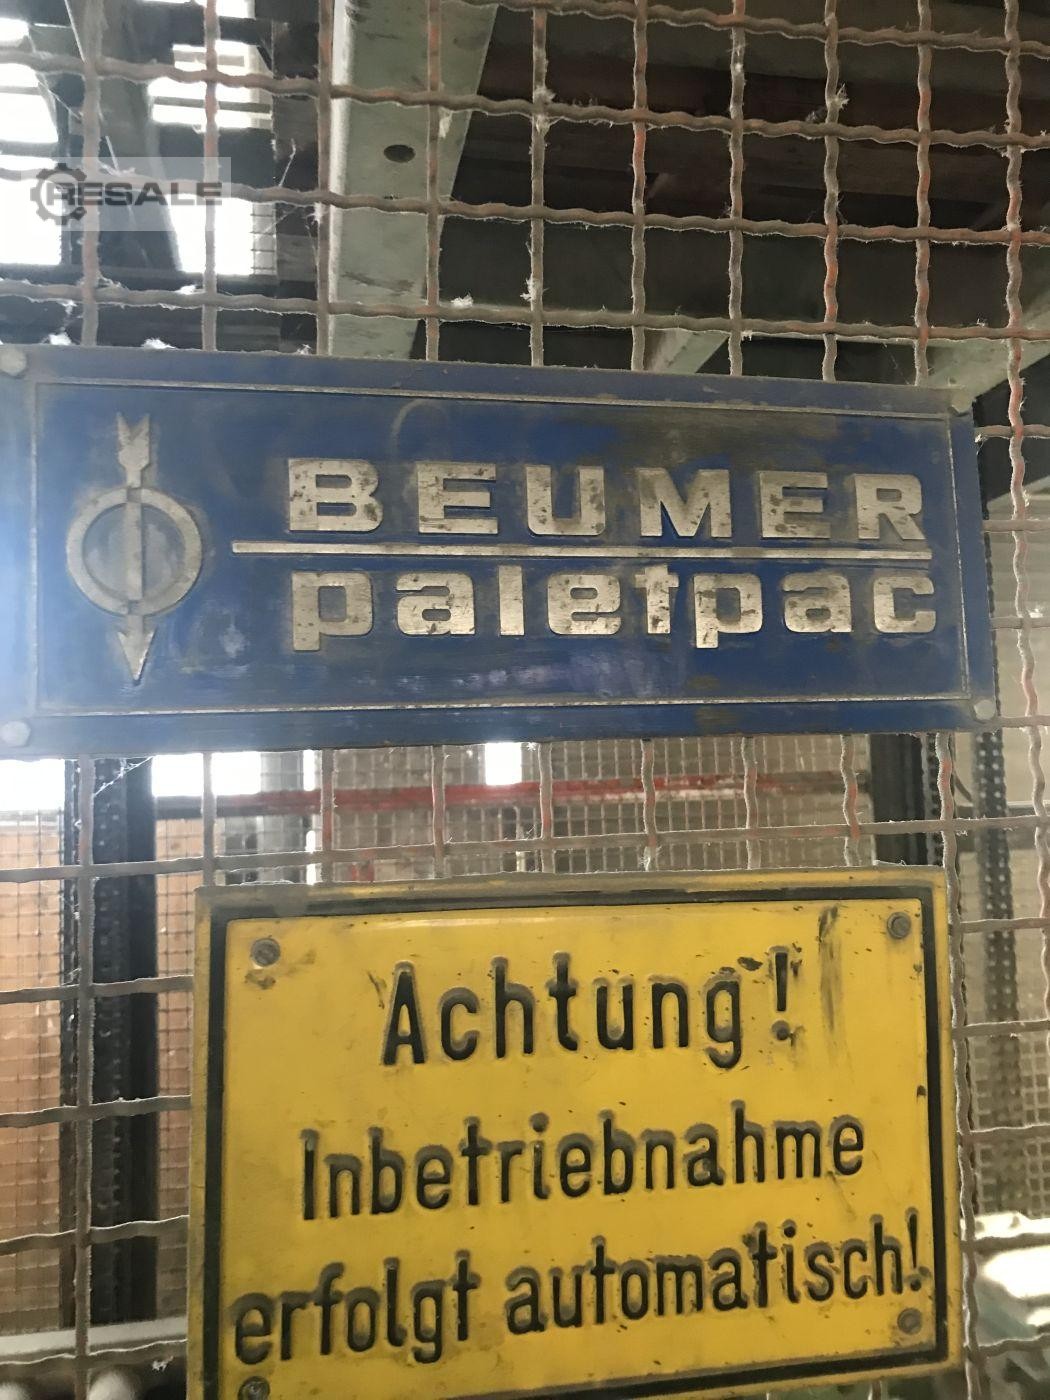 RESALE
BEUMER
paletpac
Achtung!
Inbetriebnahme
erfolgt automatisch!